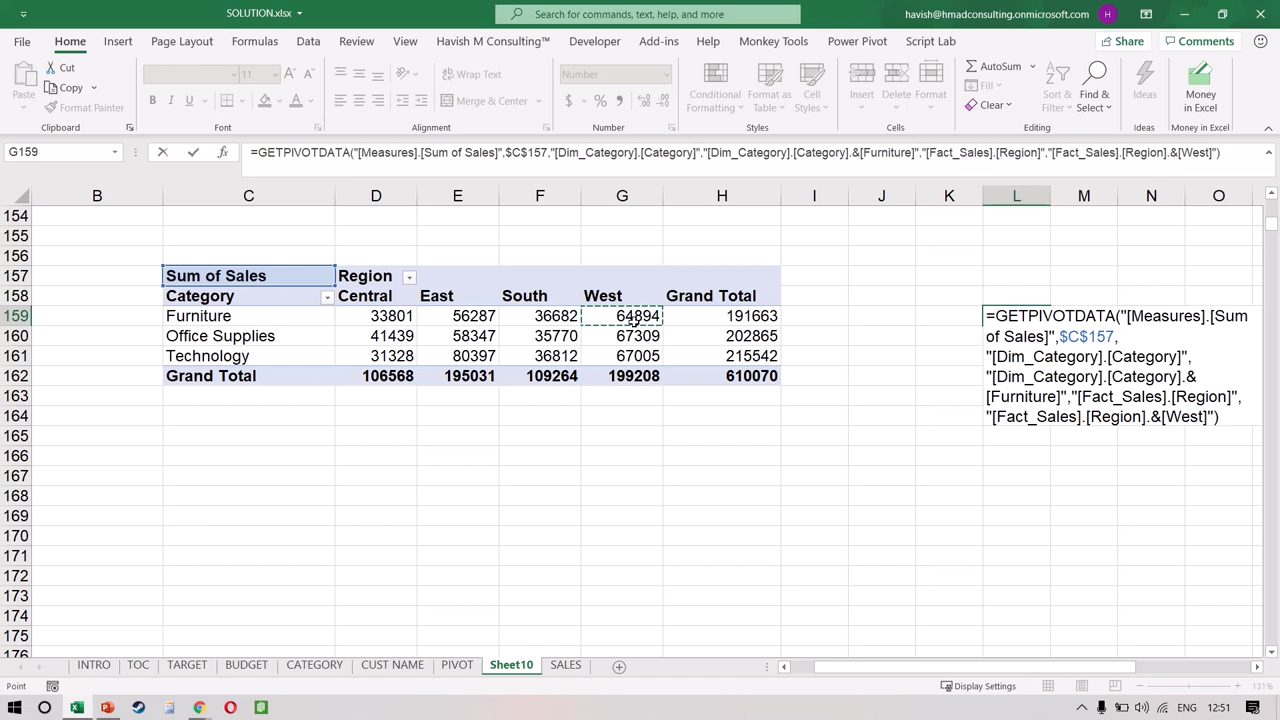 SOLUTION.xlsx
Search for commands, text, help, and more
havish@hmadconsulting.onmicrosoft.com
H
File Home Insert Page Layout Formulas Data Review View Havish M Consulting™ Developer Add-ins Help Monkey Tools Power Pivot Script Lab Share Comments
Paste
Cut
Copy
Format Painter
Clipboard
11
Font
Wrap Text
Merge & Center
Alignment
Number
Number
Conditional Formatting
Format as Table
Cell Styles
Styles
Insert
Delete
Format
Cells
AutoSum
Fill
Clear
Sort & Filter
Find & Select
Editing
Ideas
Ideas
Money in Excel
Money in Excel
G159
=GETPIVOTDATA("[Measures].[Sum of Sales]",$C$157,"[Dim_Category].[Category]","[Dim_Category].[Category].&[Furniture]","[Fact_Sales].[Region]","[Fact_Sales].[Region].&[West]")
B C D E F G H I J K L M N O
154
155
156
157 Sum of Sales Region
158 Category Central East South West Grand Total
159 Furniture 33801 56287 36682 64894 191663
160 Office Supplies 41439 58347 35770 67309 202865
161 Technology 31328 80397 36812 67005 215542
162 Grand Total 106568 195031 109264 199208 610070
163
164
165
166
167
168
169
170
171
172
173
174
175
176
=GETPIVOTDATA("[Measures].[Sum
of Sales]",$C$157,
"[Dim_Category].[Category]",
"[Dim_Category].[Category].&
[Furniture]","[Fact_Sales].[Region]",
"[Fact_Sales].[Region].&[West]")
INTRO TOC TARGET BUDGET CATEGORY CUST NAME PIVOT Sheet10 SALES
Point
Display Settings
131%
ENG 12:51